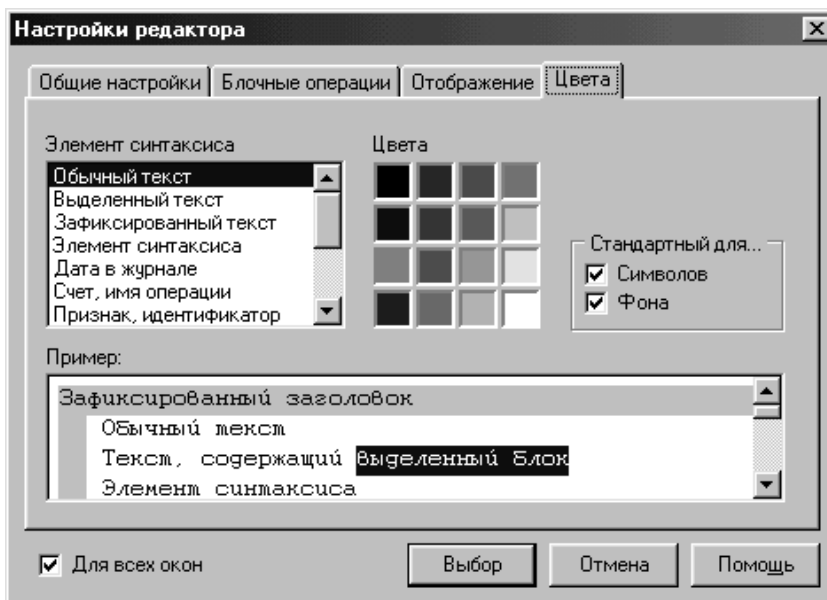 Настройки редактора
Общие настройки Блочные операции Отображение Цвета
Элемент синтаксиса Цвета
Обычный текст
Выделенный текст
Зафиксированный текст
Элемент синтаксиса
Дата в журнале
Счет, имя операции
Признак, идентификатор
Стандартный для...
Символов
Фона
Пример:
Зафиксированный заголовок
Обычный текст
Текст, содержащий выделенный блок
Элемент синтаксиса
Для всех окон Выбор Отмена Помощь